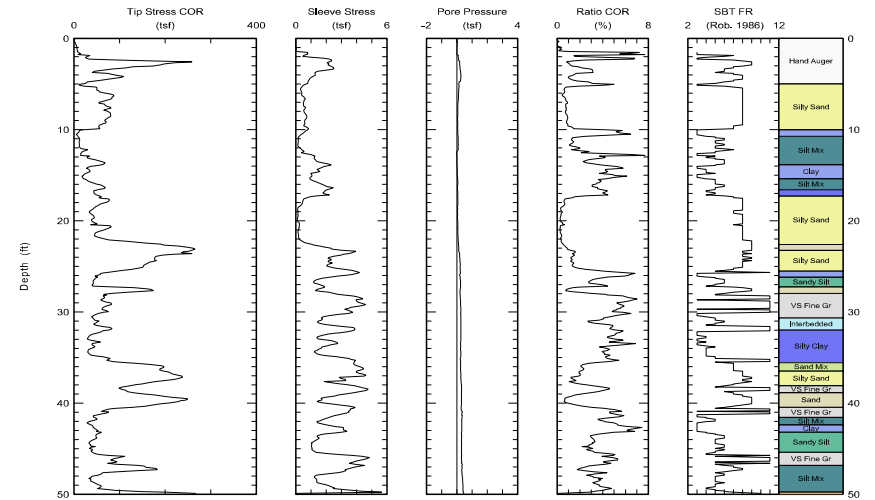 Tip Stress COR
(tsf)
0 400
Sleeve Stress
(tsf)
0 6
Pore Pressure
(tsf)
-2 4
Ratio COR
(%)
0 8
SBT FR
(Rob. 1986)
2 12
Depth (ft)
0
10
20
30
40
50
Hand Auger
Silty Sand
Silt Mix
Clay
Silt Mix
Silty Sand
Silty Sand
Sandy Silt
VS Fine Gr
Interbedded
Silty Clay
Sand Mix
Silty Sand
VS Fine Gr
Sand
VS Fine Gr
Silt Mix
Clay
Sandy Silt
VS Fine Gr
Silt Mix
0
10
20
30
40
50